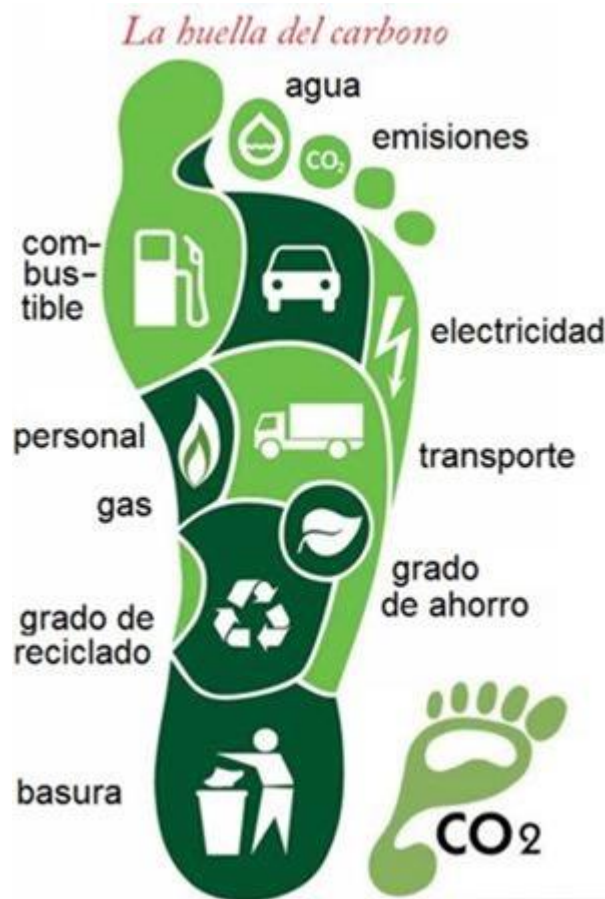 La huella del carbono
agua
emisiones
CO₂
com-
bus-
tible
electricidad
personal
transporte
gas
grado
de ahorro
grado de
reciclado
basura
CO2